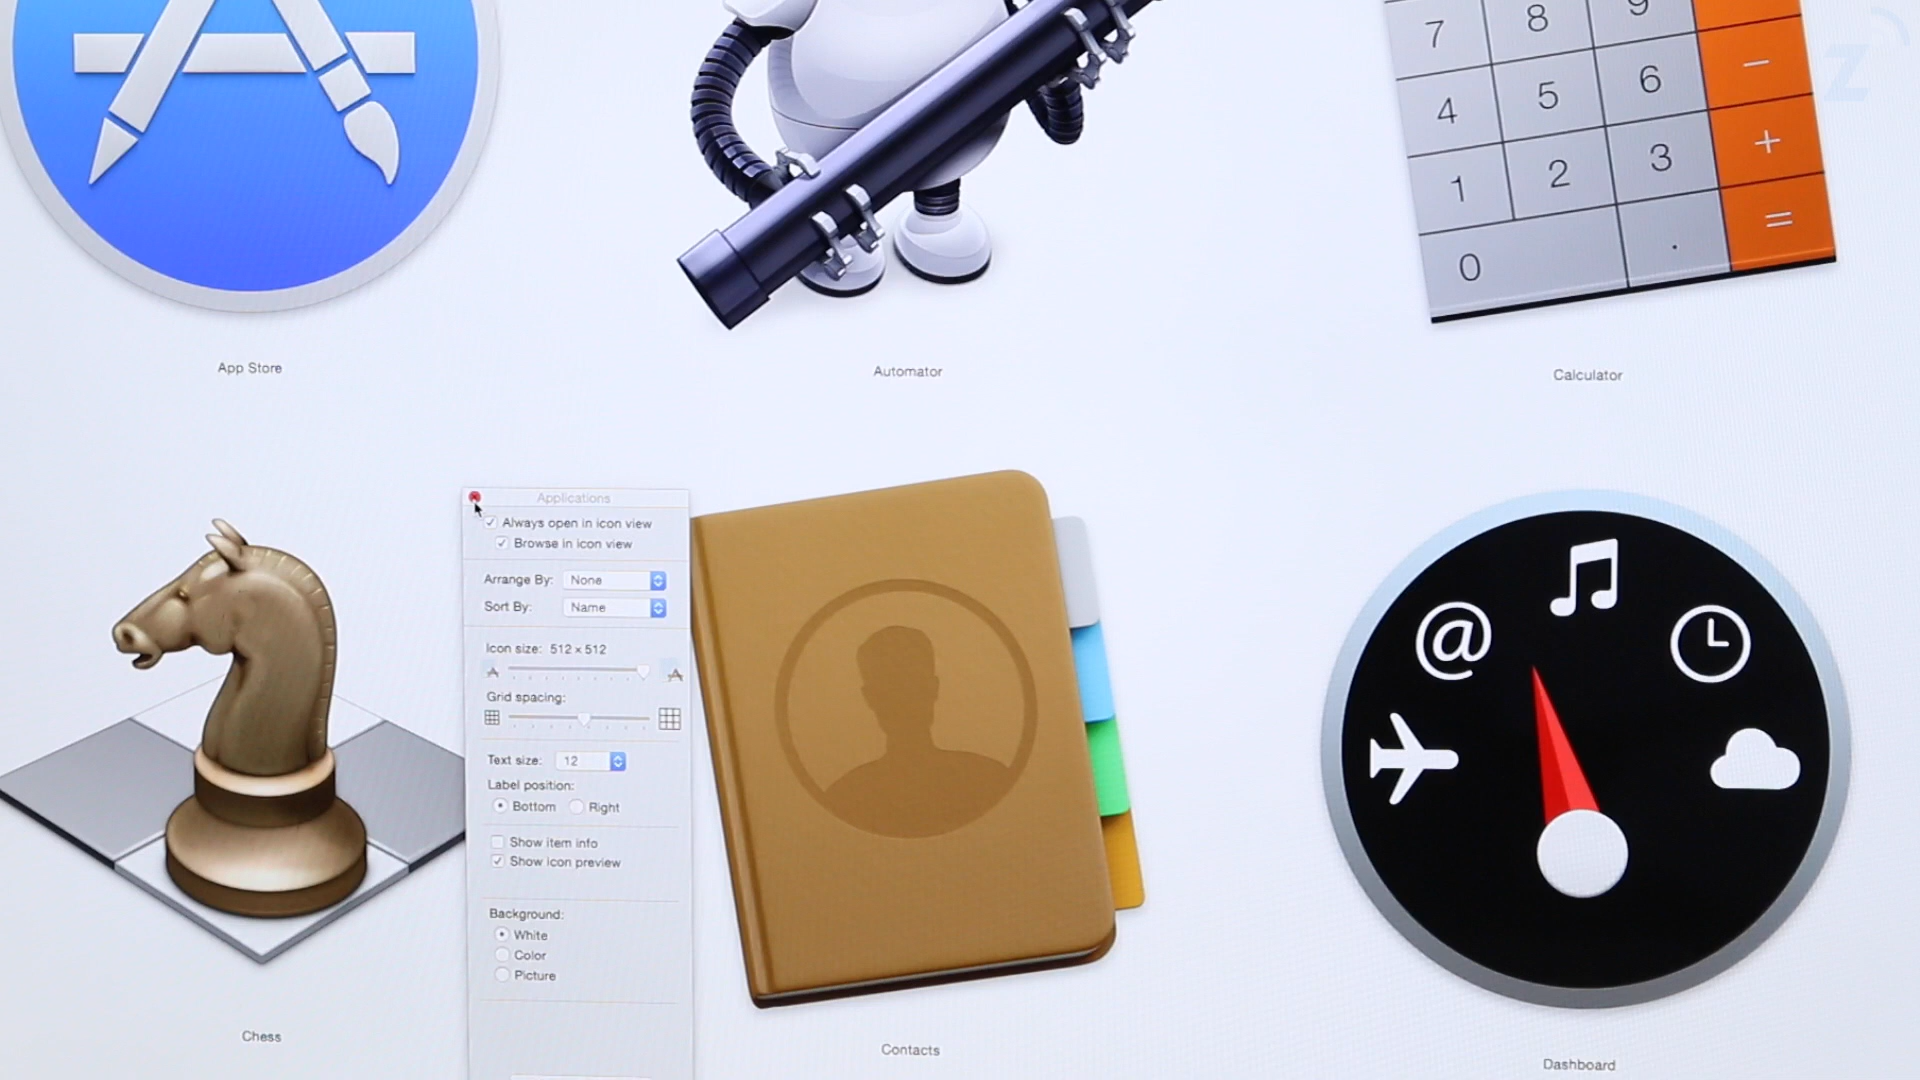 7 8 9
4 5 6 −
1 2 3 +
0 . =
Z
App Store
Automator
Calculator
Applications
Always open in icon view
Browse in icon view
Arrange By: None
Sort By: Name
Icon size: 512 × 512
Grid spacing:
Text size: 12
Label position:
Bottom Right
Show item info
Show icon preview
Background:
White
Color
Picture
@
Chess
Contacts
Dashboard